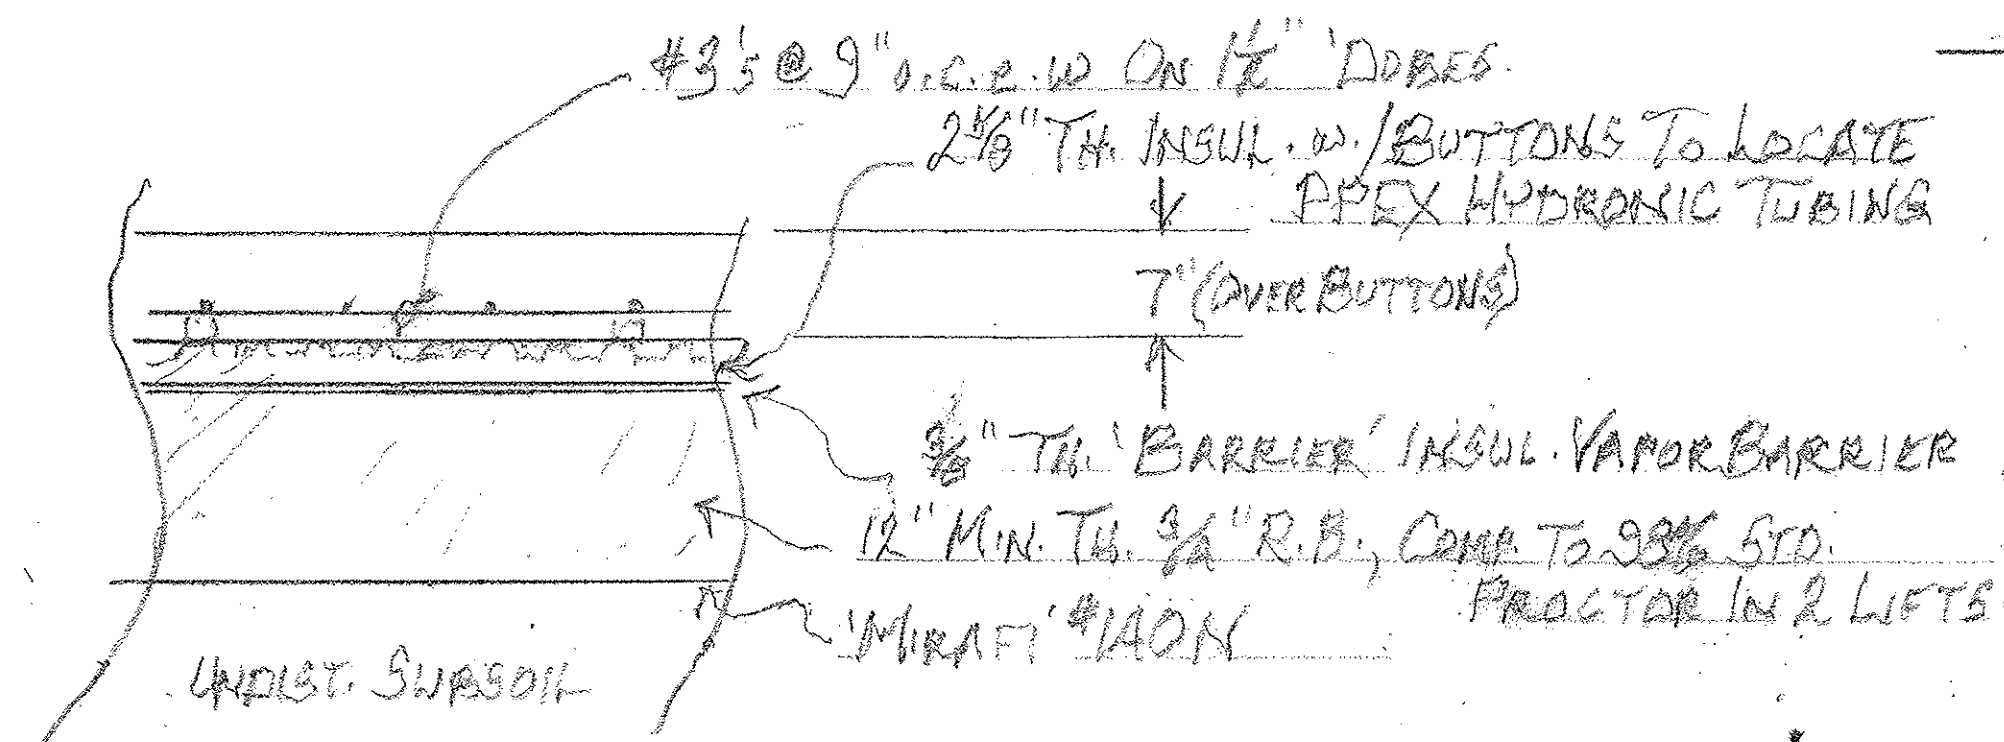 #3's @ 9" O.C.E.W ON 1½" 'DOBES.
2⅝" TH. INSUL. W./BUTTONS TO LOCATE
PPEX HYDRONIC TUBING
7" (OVER BUTTONS)
⅜" TH. 'BARRIER' INSUL. VAPOR BARRIER
12" MIN. TH. ¾" R.B., COMP. TO 95% STD.
PROCTOR IN 2 LIFTS
'MIRAFI' #140N
UNDIST. SUBSOIL